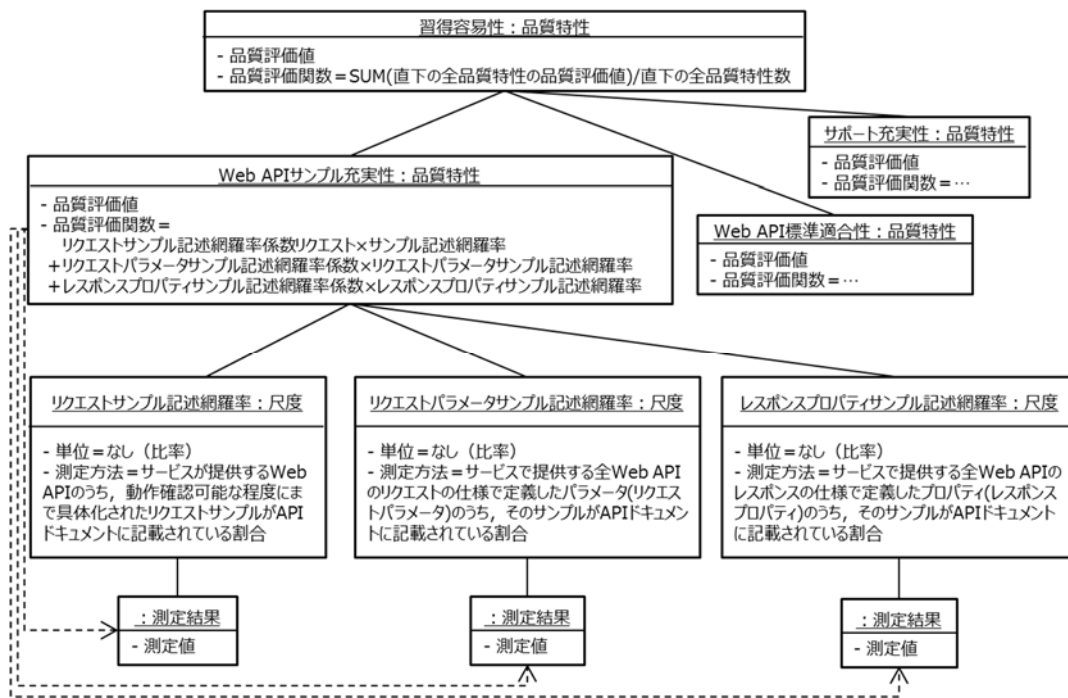 習得容易性：品質特性
- 品質評価値
- 品質評価関数＝SUM(直下の全品質特性の品質評価値)/直下の全品質特性数
サポート充実性：品質特性
- 品質評価値
- 品質評価関数＝…
Web APIサンプル充実性：品質特性
- 品質評価値
- 品質評価関数＝
リクエストサンプル記述網羅率係数リクエスト×サンプル記述網羅率
＋リクエストパラメータサンプル記述網羅率係数×リクエストパラメータサンプル記述網羅率
＋レスポンスプロパティサンプル記述網羅率係数×レスポンスプロパティサンプル記述網羅率
Web API標準適合性：品質特性
- 品質評価値
- 品質評価関数＝…
リクエストサンプル記述網羅率：尺度
- 単位＝なし（比率）
- 測定方法＝サービスが提供するWeb
APIのうち，動作確認可能な程度にま
で具体化されたリクエストサンプルがAPI
ドキュメントに記載されている割合
リクエストパラメータサンプル記述網羅率：尺度
- 単位＝なし（比率）
- 測定方法＝サービスで提供する全Web API
のリクエストの仕様で定義したパラメータ(リクエ
ストパラメータ)のうち，そのサンプルがAPIドキュメン
トに記載されている割合
レスポンスプロパティサンプル記述網羅率：尺度
- 単位＝なし（比率）
- 測定方法＝サービスで提供する全Web APIの
レスポンスの仕様で定義したプロパティ(レスポンス
プロパティ)のうち，そのサンプルがAPIドキュメント
に記載されている割合
：測定結果
- 測定値
：測定結果
- 測定値
：測定結果
- 測定値